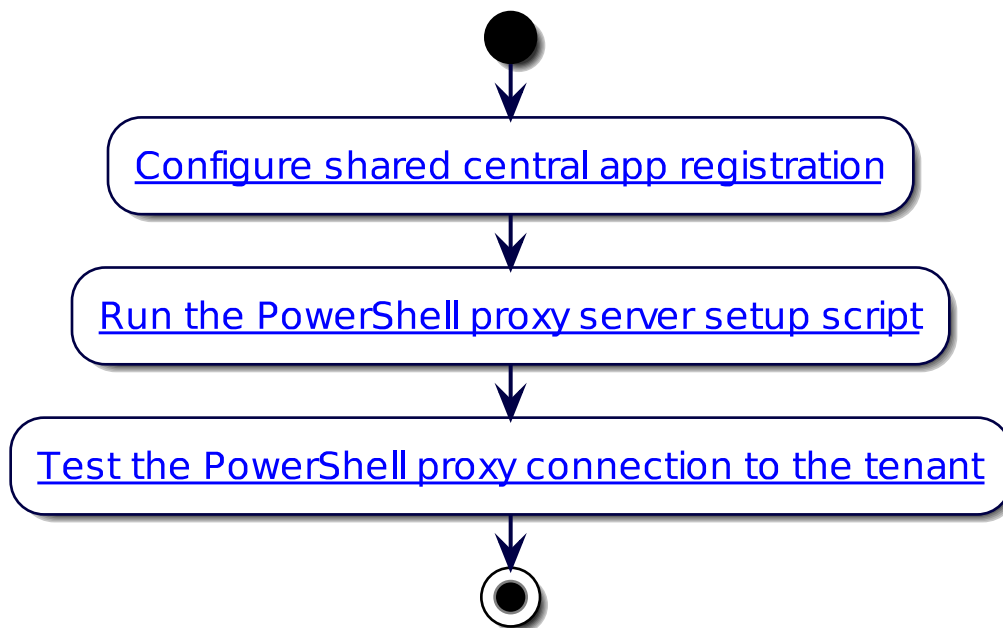 Configure shared central app registration
Run the PowerShell proxy server setup script
Test the PowerShell proxy connection to the tenant